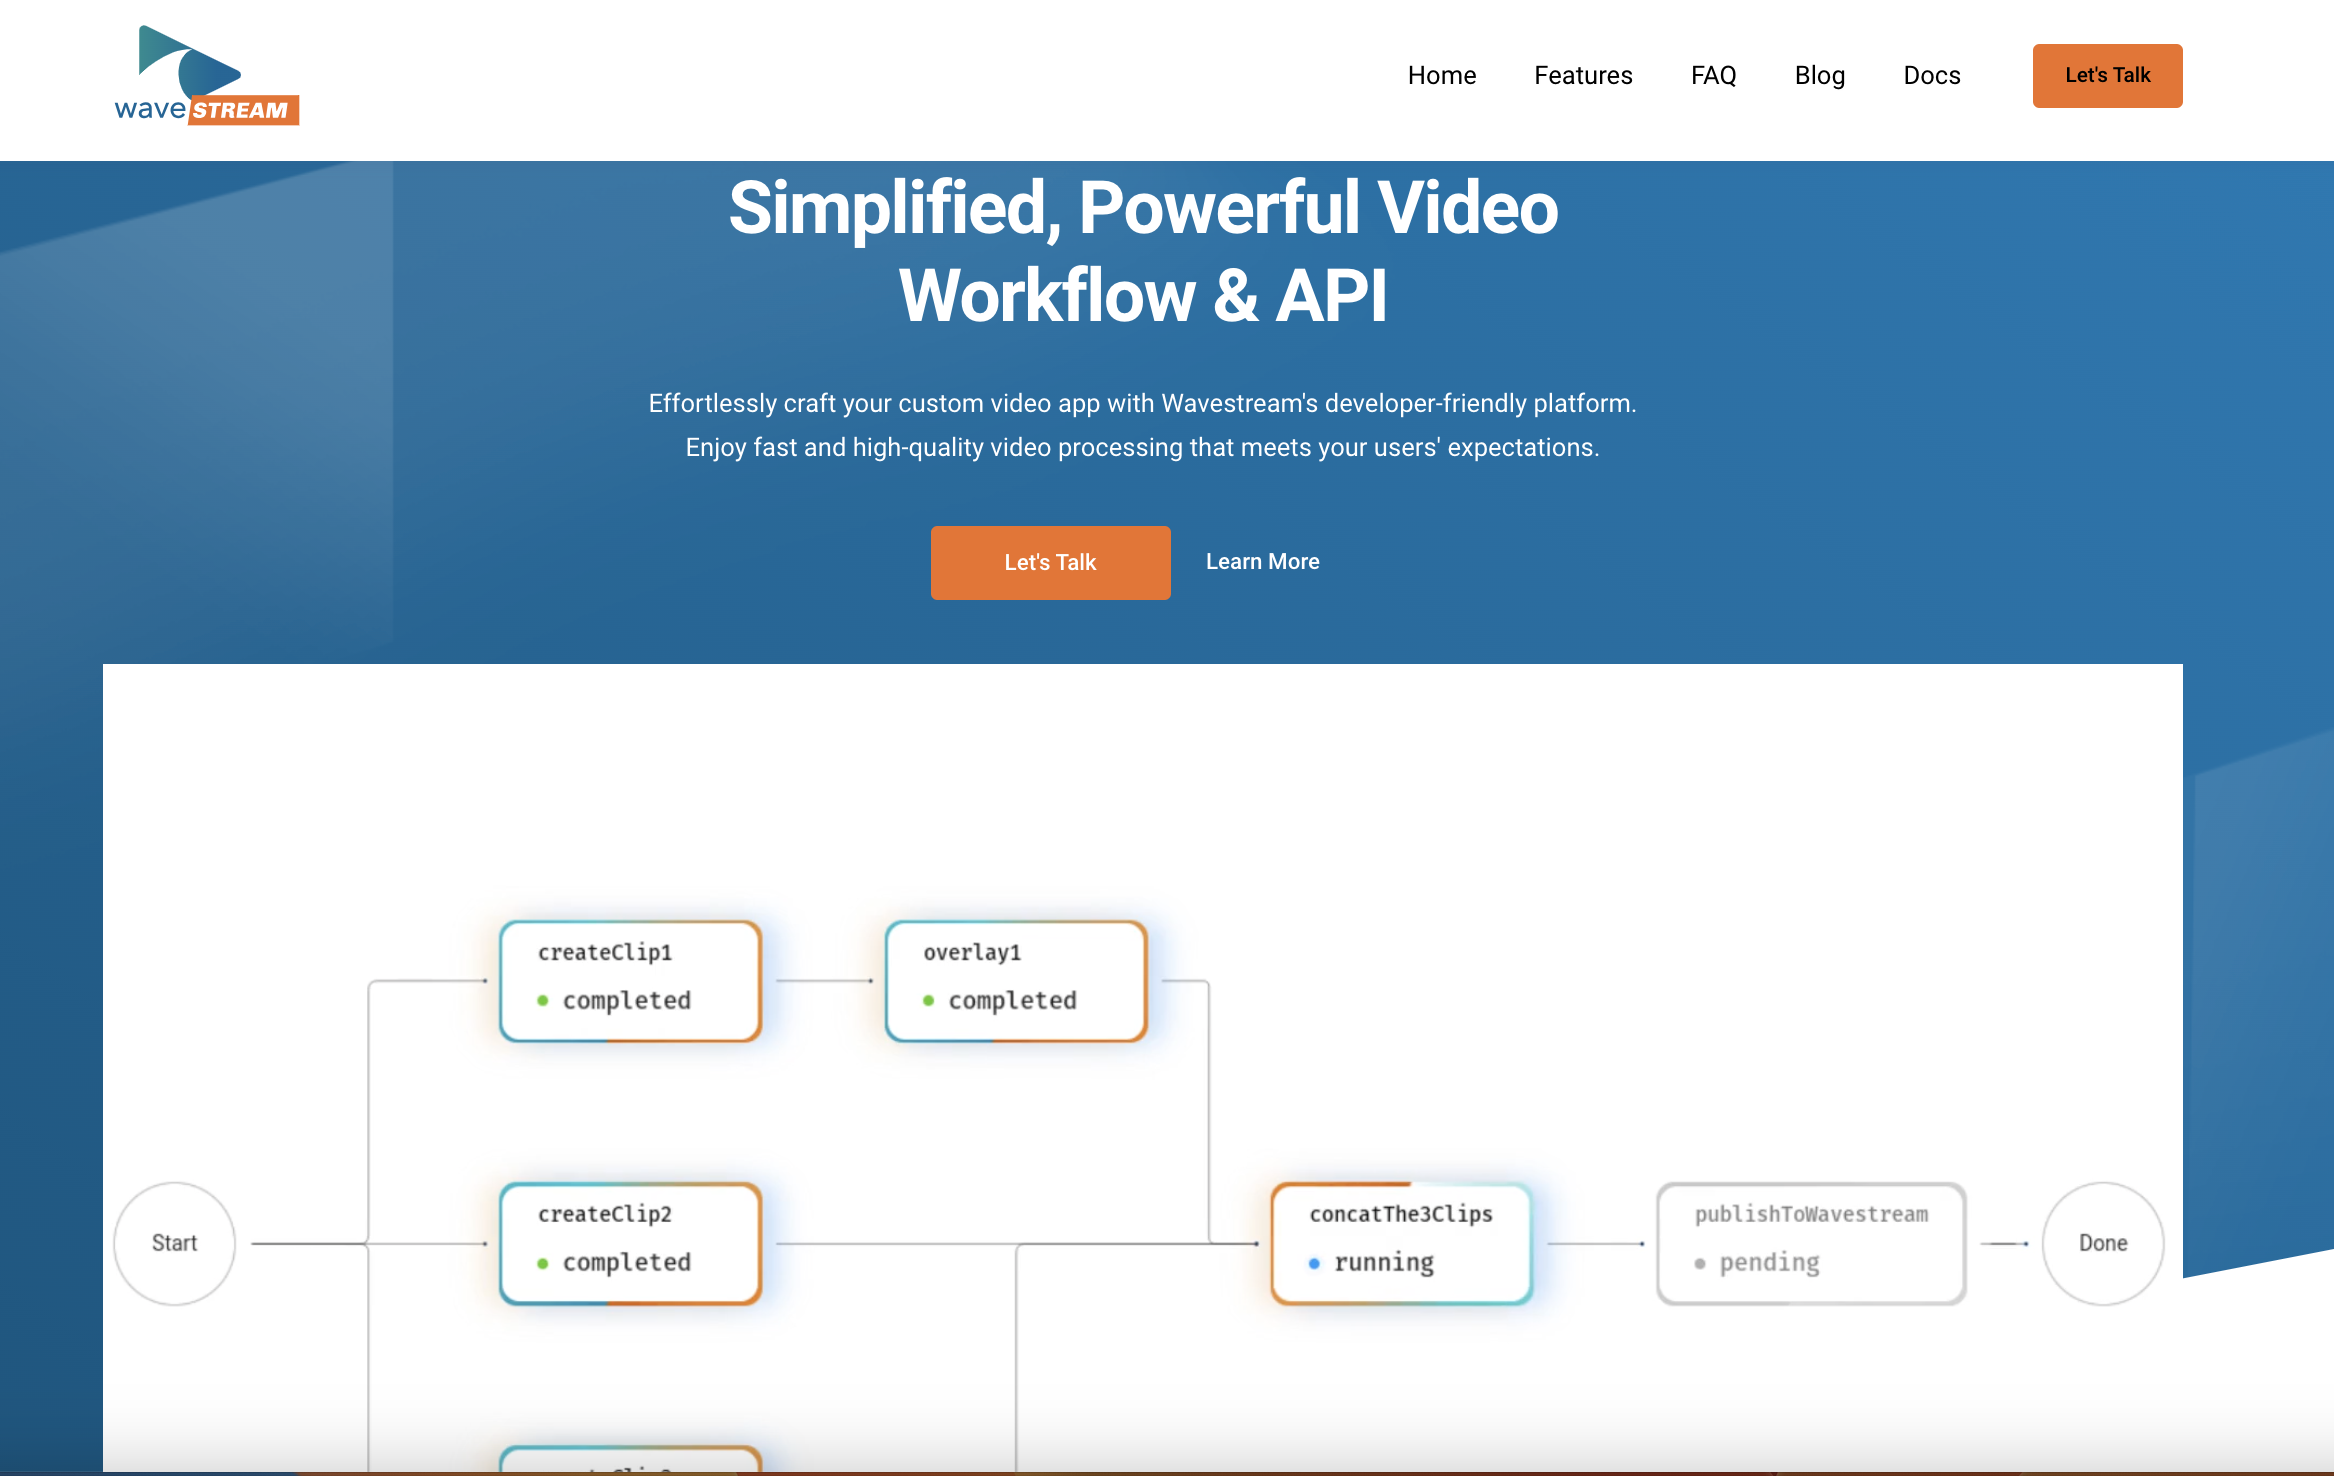 wave STREAM
Home Features FAQ Blog Docs Let's Talk
Simplified, Powerful Video
Workflow & API
Effortlessly craft your custom video app with Wavestream's developer-friendly platform.
Enjoy fast and high-quality video processing that meets your users' expectations.
Let's Talk Learn More
createClip1
completed
overlay1
completed
Start
createClip2
completed
concatThe3Clips
running
publishToWavestream
pending
Done